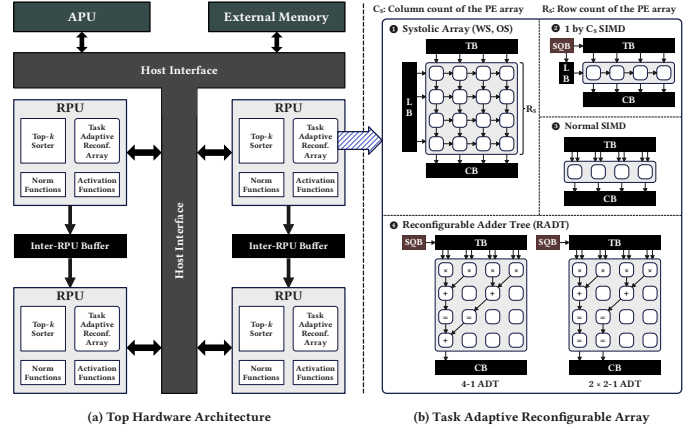 APU
External Memory
Host Interface
RPU
Top-k
Sorter
Task
Adaptive
Reconf.
Array
Norm
Functions
Activation
Functions
RPU
Top-k
Sorter
Task
Adaptive
Reconf.
Array
Norm
Functions
Activation
Functions
Host Interface
Inter-RPU Buffer
Inter-RPU Buffer
RPU
Top-k
Sorter
Task
Adaptive
Reconf.
Array
Norm
Functions
Activation
Functions
RPU
Top-k
Sorter
Task
Adaptive
Reconf.
Array
Norm
Functions
Activation
Functions
(a) Top Hardware Architecture
Cs: Column count of the PE array
Rs: Row count of the PE array
❶ Systolic Array (WS, OS)
TB
L
B
Rs
CB
❷ 1 by Cs SIMD
SQB
TB
L
B
CB
❸ Normal SIMD
TB
CB
❹ Reconfigurable Adder Tree (RADT)
SQB
TB
× × × ×
+ +
= =
+
CB
4-1 ADT
SQB
TB
× × × ×
+ +
= =
= =
CB
2 × 2-1 ADT
(b) Task Adaptive Reconfigurable Array